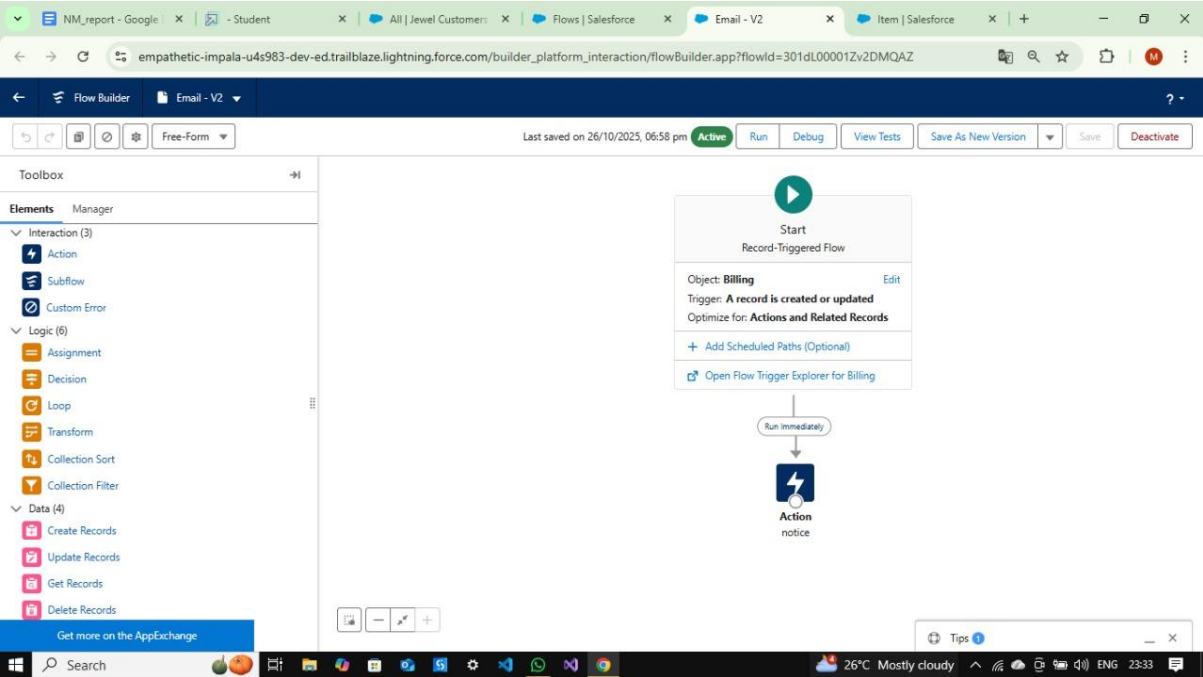 NM_report - Google
- Student
All | Jewel Customers
Flows | Salesforce
Email - V2
Item | Salesforce
empathetic-impala-u4s983-dev-ed.trailblaze.lightning.force.com/builder_platform_interaction/flowBuilder.app?flowId=301dL00001Zv2DMQAZ
M
Flow Builder
Email - V2
?
Free-Form
Last saved on 26/10/2025, 06:58 pm
Active
Run
Debug
View Tests
Save As New Version
Save
Deactivate
Toolbox
Elements
Manager
Interaction (3)
Action
Subflow
Custom Error
Logic (6)
Assignment
Decision
Loop
Transform
Collection Sort
Collection Filter
Data (4)
Create Records
Update Records
Get Records
Delete Records
Get more on the AppExchange
Start
Record-Triggered Flow
Object: Billing Edit
Trigger: A record is created or updated
Optimize for: Actions and Related Records
+ Add Scheduled Paths (Optional)
Open Flow Trigger Explorer for Billing
Run Immediately
Action
notice
Tips 1
Search
26°C Mostly cloudy
ENG
23:33